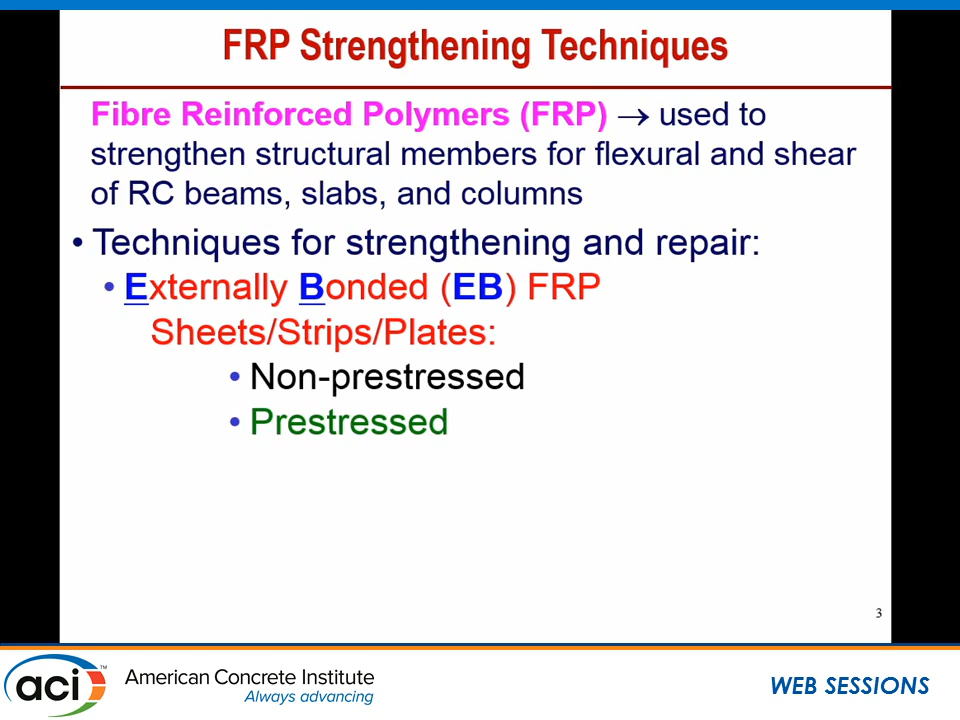 FRP Strengthening Techniques
Fibre Reinforced Polymers (FRP) → used to
strengthen structural members for flexural and shear
of RC beams, slabs, and columns
• Techniques for strengthening and repair:
• Externally Bonded (EB) FRP
Sheets/Strips/Plates:
• Non-prestressed
• Prestressed
3
aci™
American Concrete Institute
Always advancing
WEB SESSIONS